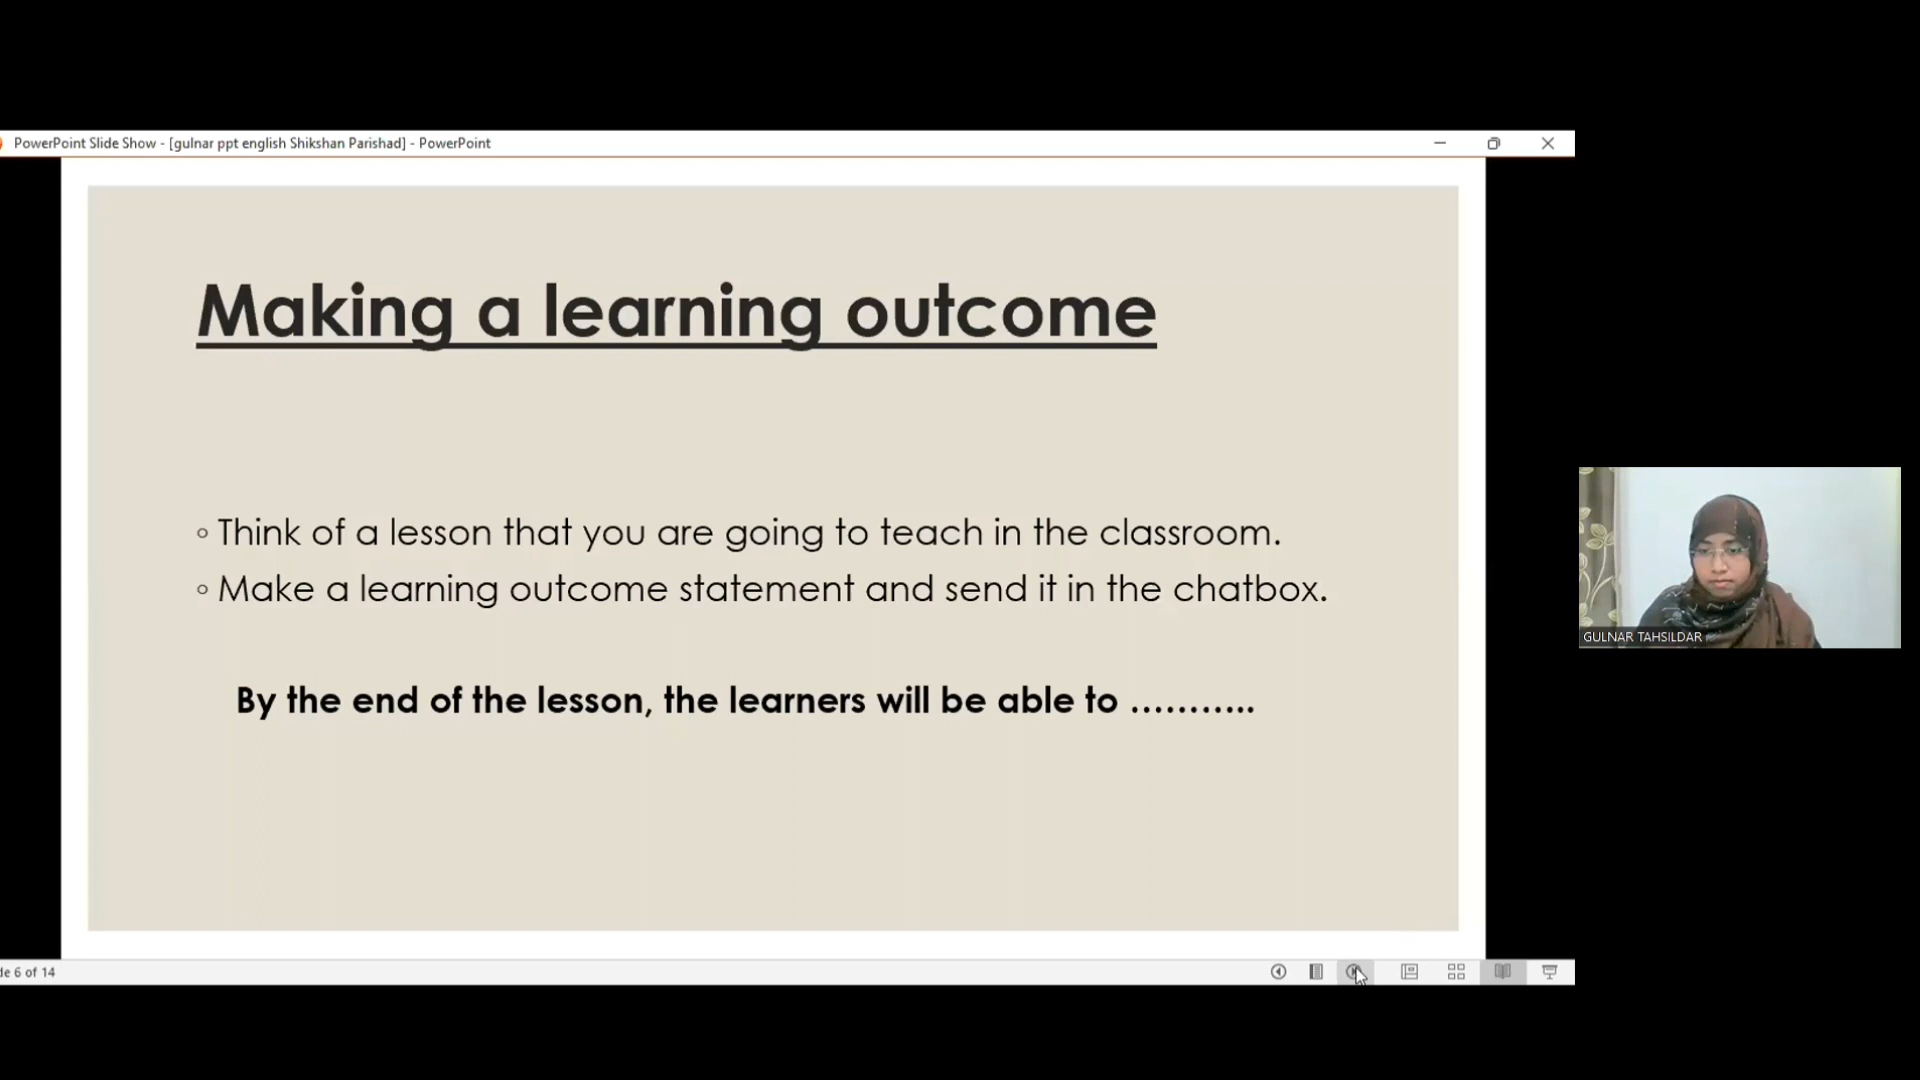 PowerPoint Slide Show - [gulnar ppt english Shikshan Parishad] - PowerPoint
Making a learning outcome
◦ Think of a lesson that you are going to teach in the classroom.
◦ Make a learning outcome statement and send it in the chatbox.
By the end of the lesson, the learners will be able to ………..
GULNAR TAHSILDAR
de 6 of 14